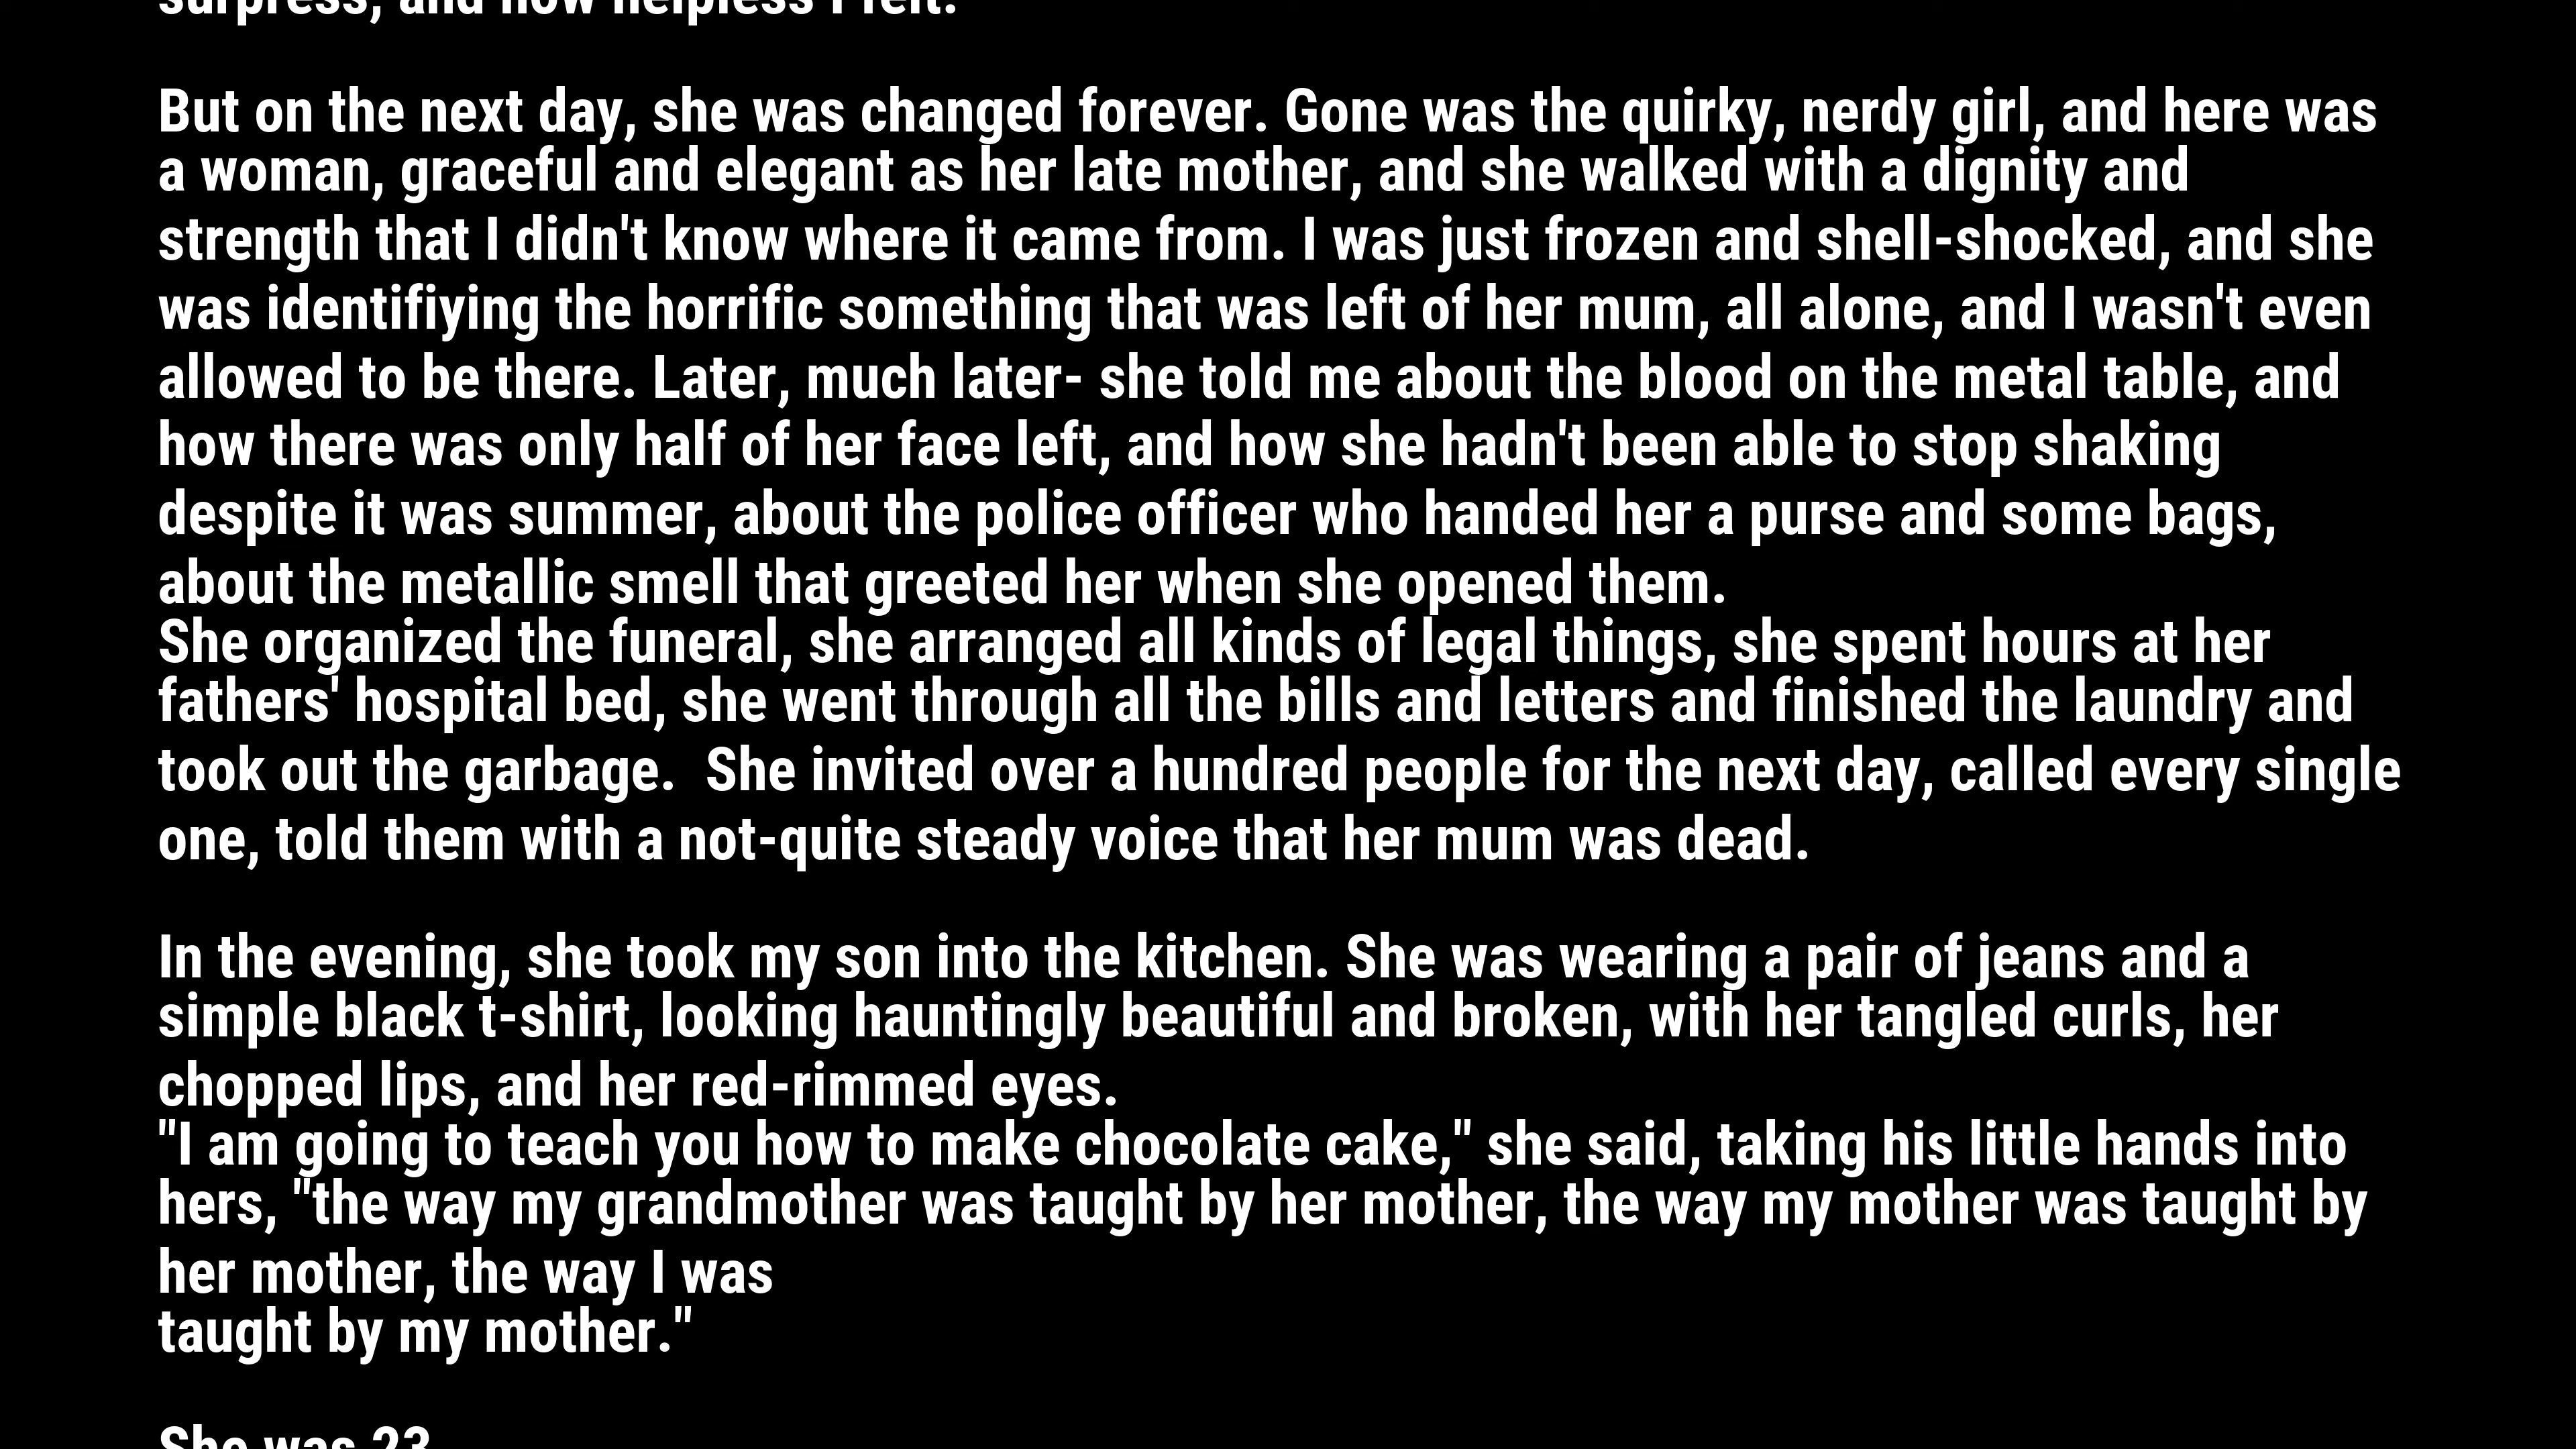 surpress, and how helpless I felt.
But on the next day, she was changed forever. Gone was the quirky, nerdy girl, and here was
a woman, graceful and elegant as her late mother, and she walked with a dignity and
strength that I didn't know where it came from. I was just frozen and shell-shocked, and she
was identifiying the horrific something that was left of her mum, all alone, and I wasn't even
allowed to be there. Later, much later- she told me about the blood on the metal table, and
how there was only half of her face left, and how she hadn't been able to stop shaking
despite it was summer, about the police officer who handed her a purse and some bags,
about the metallic smell that greeted her when she opened them.
She organized the funeral, she arranged all kinds of legal things, she spent hours at her
fathers' hospital bed, she went through all the bills and letters and finished the laundry and
took out the garbage.  She invited over a hundred people for the next day, called every single
one, told them with a not-quite steady voice that her mum was dead.
In the evening, she took my son into the kitchen. She was wearing a pair of jeans and a
simple black t-shirt, looking hauntingly beautiful and broken, with her tangled curls, her
chopped lips, and her red-rimmed eyes.
"I am going to teach you how to make chocolate cake," she said, taking his little hands into
hers, "the way my grandmother was taught by her mother, the way my mother was taught by
her mother, the way I was
taught by my mother."
She was 23